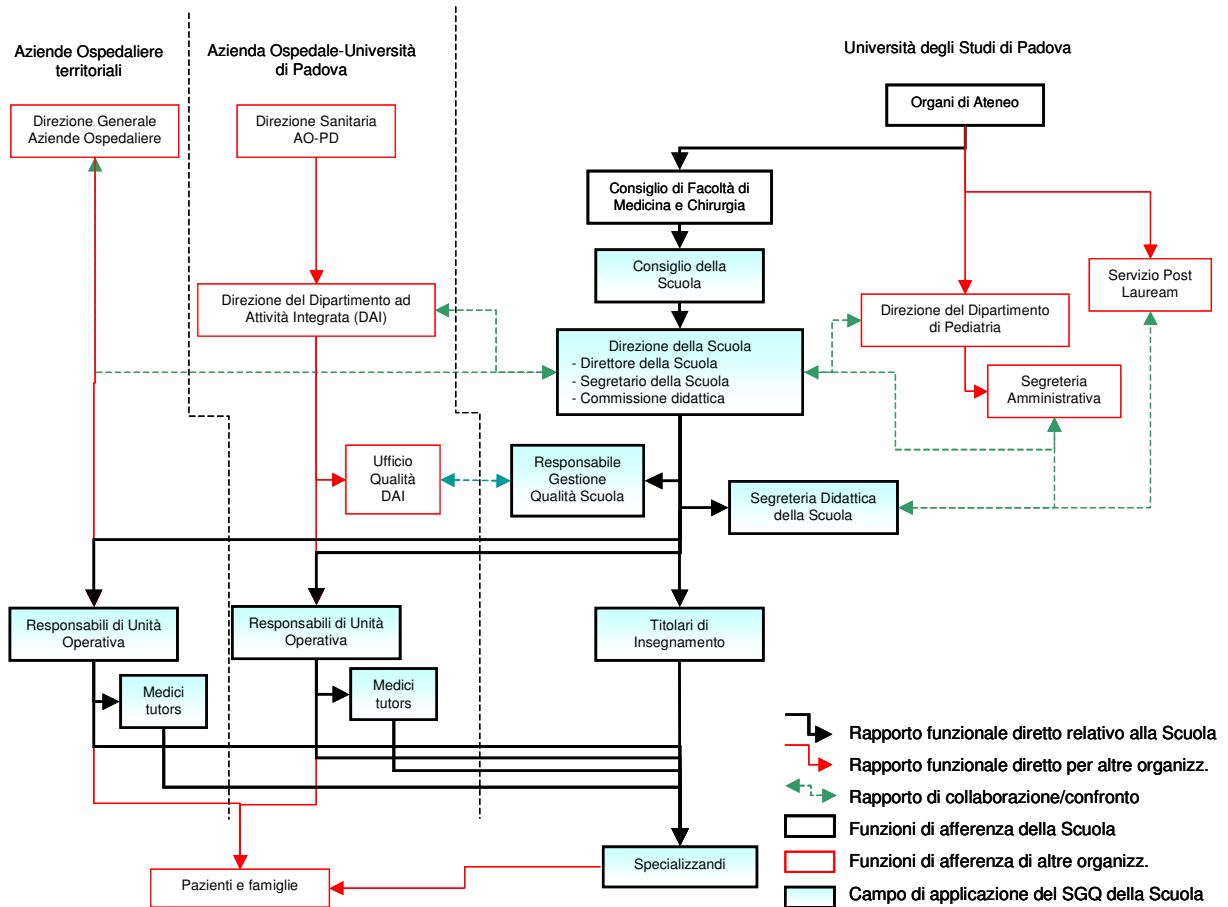 Aziende Ospedaliere
territoriali
Azienda Ospedale-Università
di Padova
Università degli Studi di Padova
Direzione Generale
Aziende Ospedaliere
Direzione Sanitaria
AO-PD
Organi di Ateneo
Consiglio di Facoltà di
Medicina e Chirurgia
Consiglio della
Scuola
Servizio Post
Lauream
Direzione del Dipartimento ad
Attività Integrata (DAI)
Direzione del Dipartimento
di Pediatria
Direzione della Scuola
- Direttore della Scuola
- Segretario della Scuola
- Commissione didattica
Segreteria
Amministrativa
Ufficio
Qualità
DAI
Responsabile
Gestione
Qualità Scuola
Segreteria Didattica
della Scuola
Responsabili di Unità
Operativa
Responsabili di Unità
Operativa
Titolari di
Insegnamento
Medici
tutors
Medici
tutors
Rapporto funzionale diretto relativo alla Scuola
Rapporto funzionale diretto per altre organizz.
Rapporto di collaborazione/confronto
Funzioni di afferenza della Scuola
Funzioni di afferenza di altre organizz.
Campo di applicazione del SGQ della Scuola
Specializzandi
Pazienti e famiglie